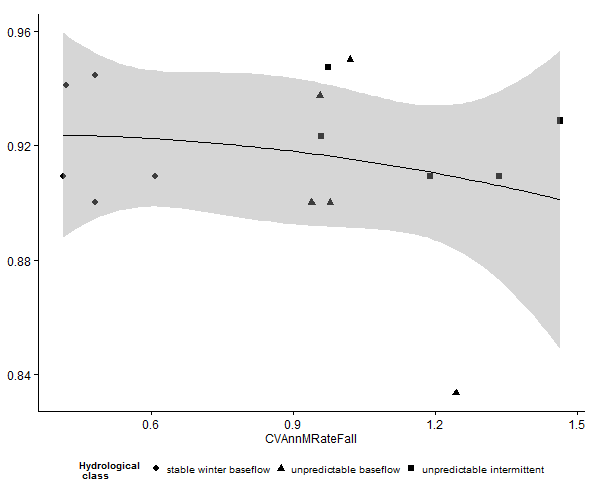 0.96
0.92
0.88
0.84
0.6 0.9 1.2 1.5
CVAnnMRateFall
Hydrological
class
stable winter baseflow unpredictable baseflow unpredictable intermittent